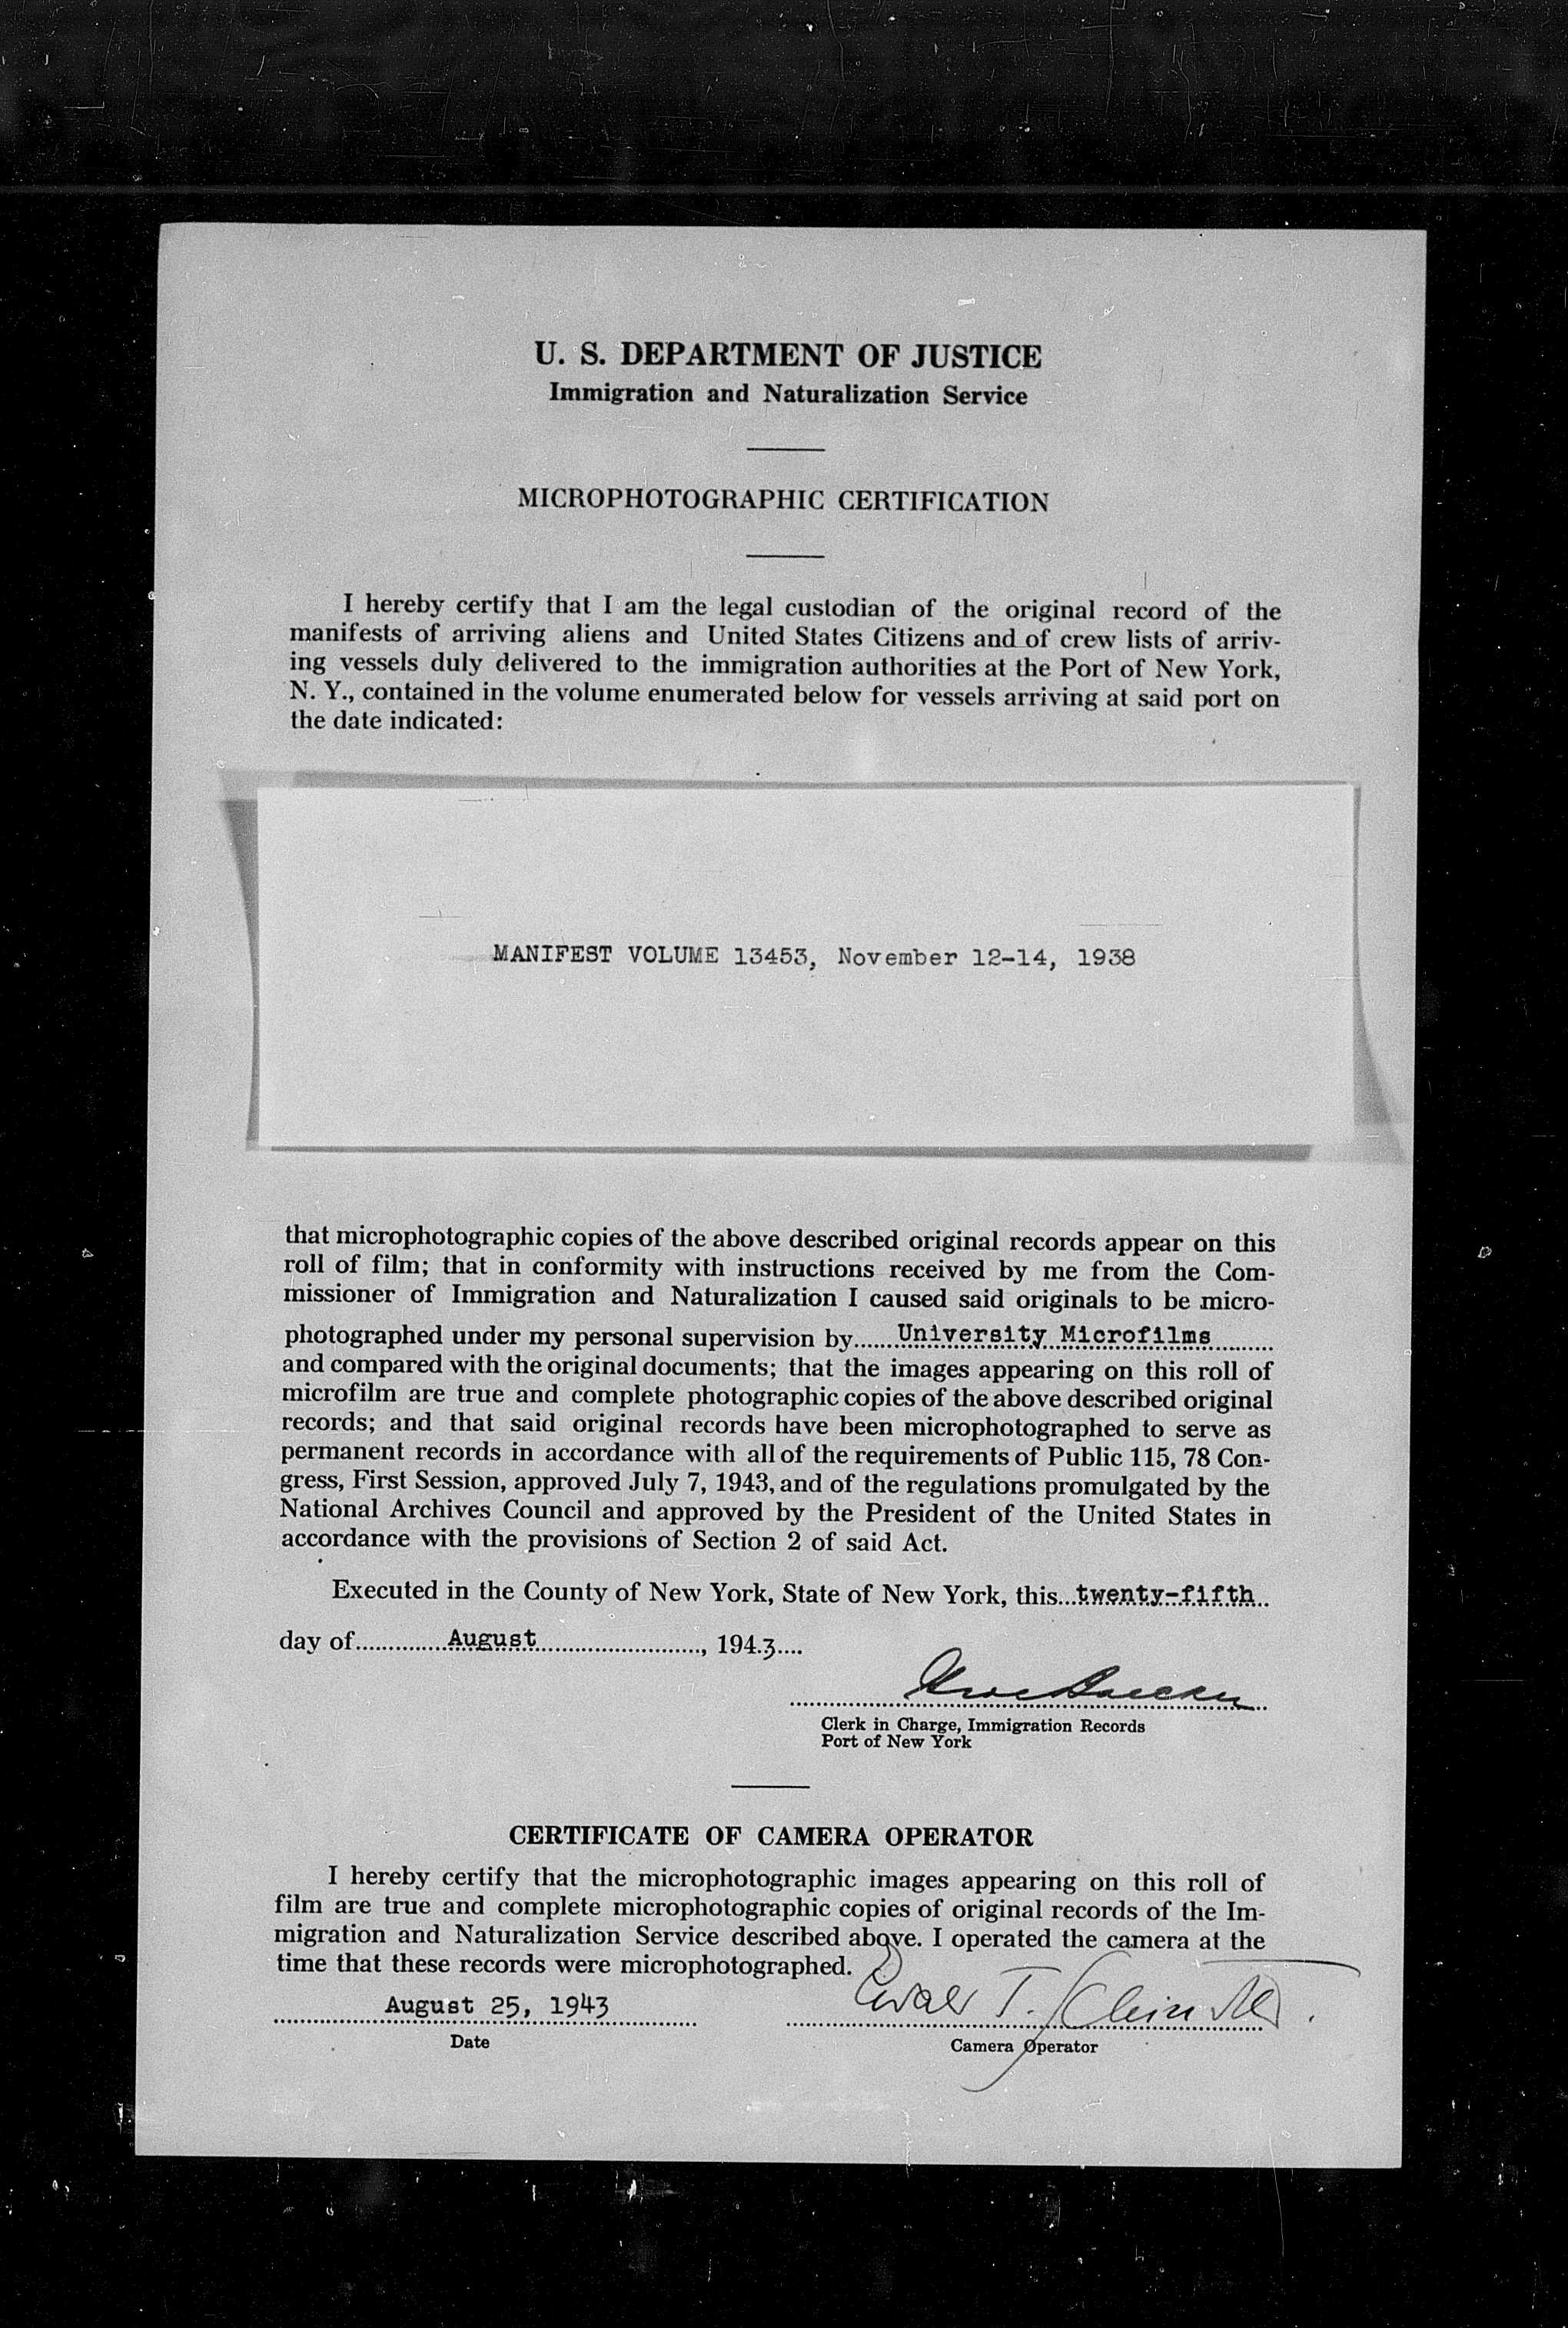 U. S. DEPARTMENT OF JUSTICE
Immigration and Naturalization Service
MICROPHOTOGRAPHIC CERTIFICATION
I hereby certify that I am the legal custodian of the original record of the
manifests of arriving aliens and United States Citizens and of crew lists of arriv-
ing vessels duly delivered to the immigration authorities at the Port of New York,
N. Y., contained in the volume enumerated below for vessels arriving at said port on
the date indicated:
MANIFEST VOLUME 13453, November 12-14, 1938
that microphotographic copies of the above described original records appear on this
roll of film; that in conformity with instructions received by me from the Com-
missioner of Immigration and Naturalization I caused said originals to be micro-
photographed under my personal supervision by......University Microfilms.........
and compared with the original documents; that the images appearing on this roll of
microfilm are true and complete photographic copies of the above described original
records; and that said original records have been microphotographed to serve as
permanent records in accordance with all of the requirements of Public 115, 78 Con-
gress, First Session, approved July 7, 1943, and of the regulations promulgated by the
National Archives Council and approved by the President of the United States in
accordance with the provisions of Section 2 of said Act.
Executed in the County of New York, State of New York, this...twenty-fifth..
day of..............August............................, 194.3....
Clerk in Charge, Immigration Records
Port of New York
CERTIFICATE OF CAMERA OPERATOR
I hereby certify that the microphotographic images appearing on this roll of
film are true and complete microphotographic copies of original records of the Im-
migration and Naturalization Service described above. I operated the camera at the
time that these records were microphotographed.
August 25, 1943
Date
T.
Camera Operator